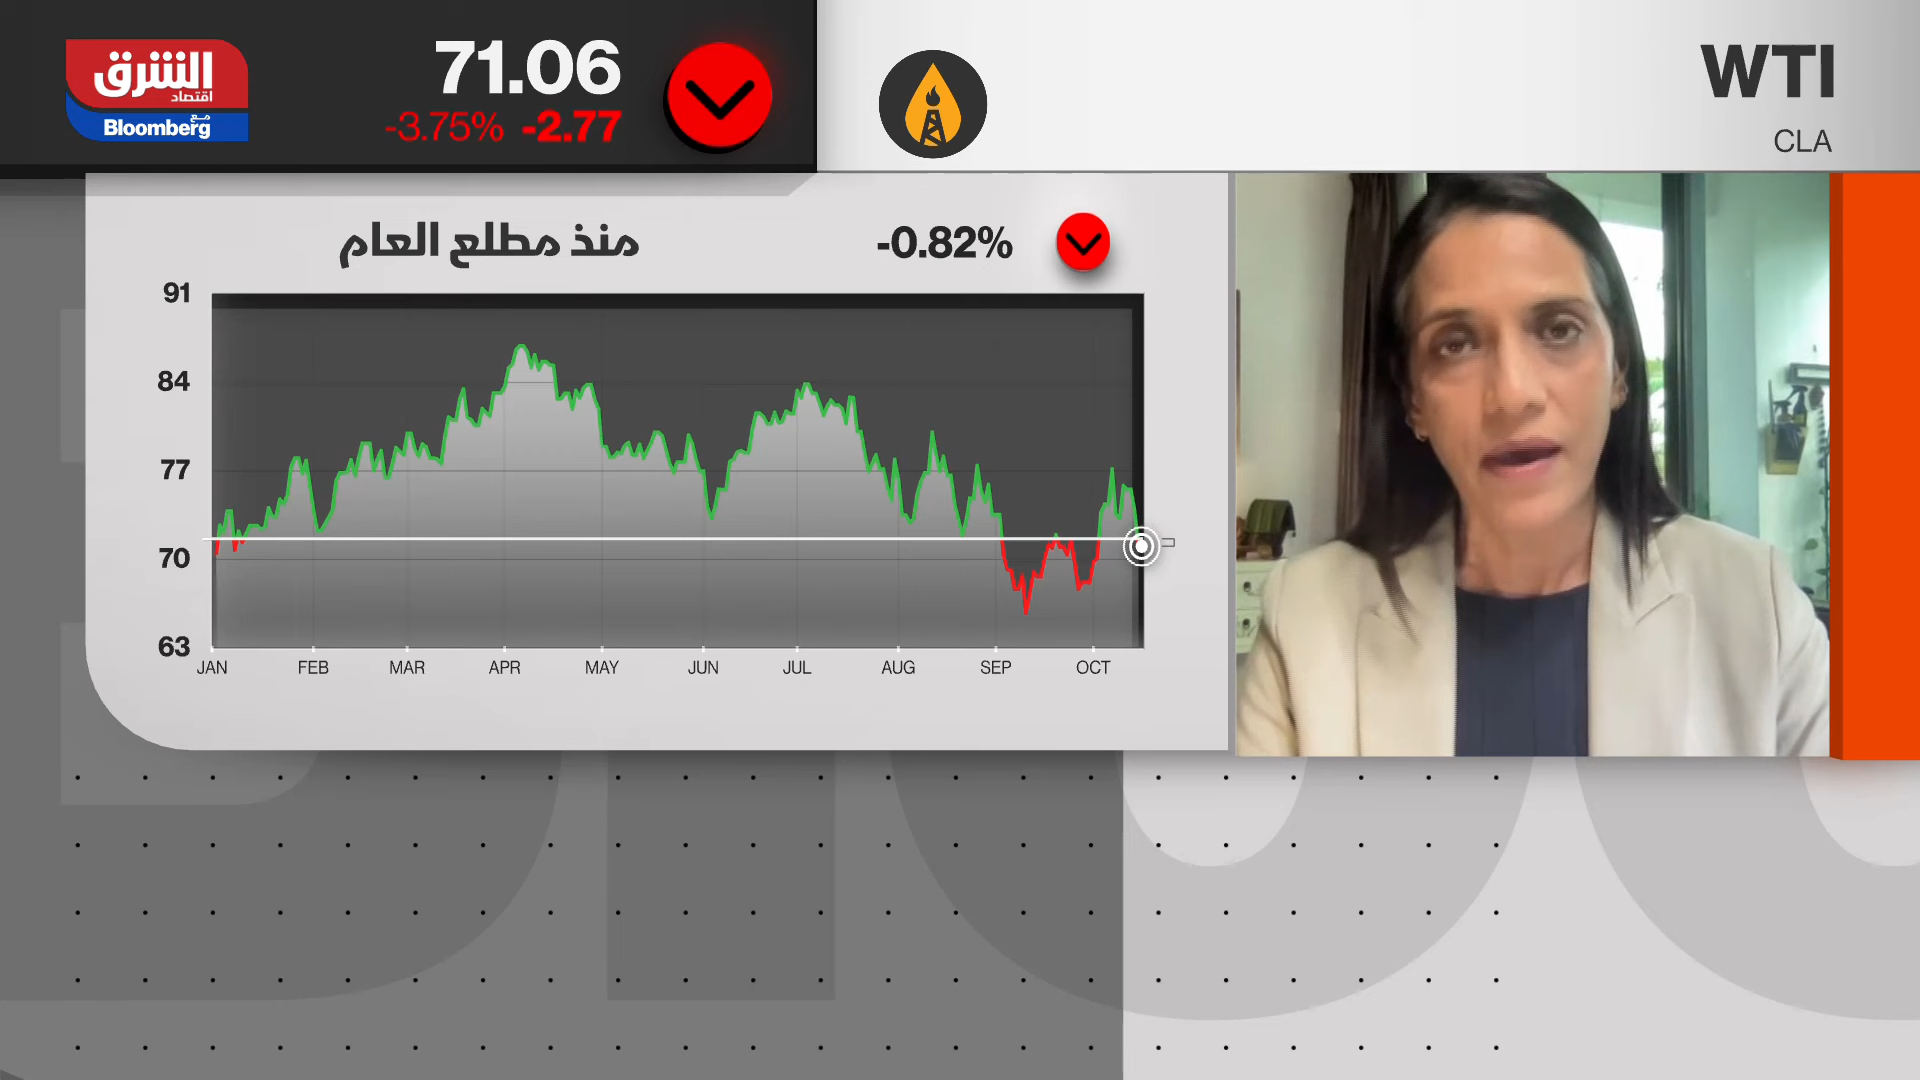 الشرق
اقتصاد
مع
Bloomberg
71.06
-3.75% -2.77
WTI
CLA
منذ مطلع العام
-0.82%
91
84
77
70
63
JAN FEB MAR APR MAY JUN JUL AUG SEP OCT